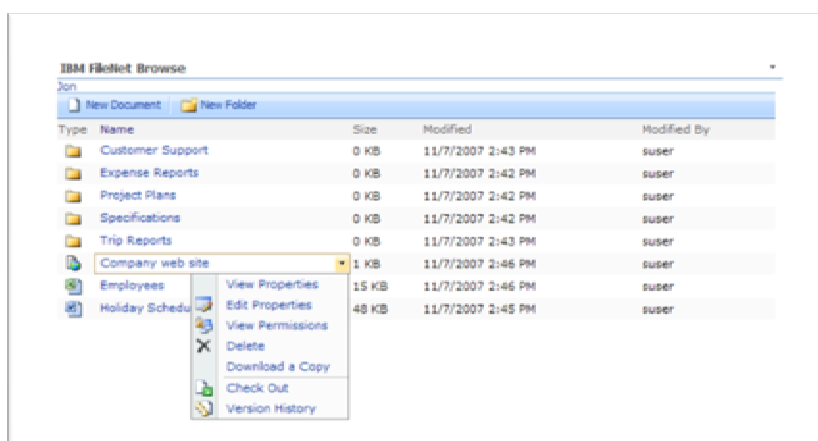 IBM FileNet Browse
Jon
New Document New Folder
Type Name Size Modified Modified By
Customer Support 0 KB 11/7/2007 2:43 PM suser
Expense Reports 0 KB 11/7/2007 2:42 PM suser
Project Plans 0 KB 11/7/2007 2:42 PM suser
Specifications 0 KB 11/7/2007 2:42 PM suser
Trip Reports 0 KB 11/7/2007 2:43 PM suser
Company web site 1 KB 11/7/2007 2:46 PM suser
Employees 15 KB 11/7/2007 2:46 PM suser
Holiday Schedu 48 KB 11/7/2007 2:45 PM suser
View Properties
Edit Properties
View Permissions
Delete
Download a Copy
Check Out
Version History